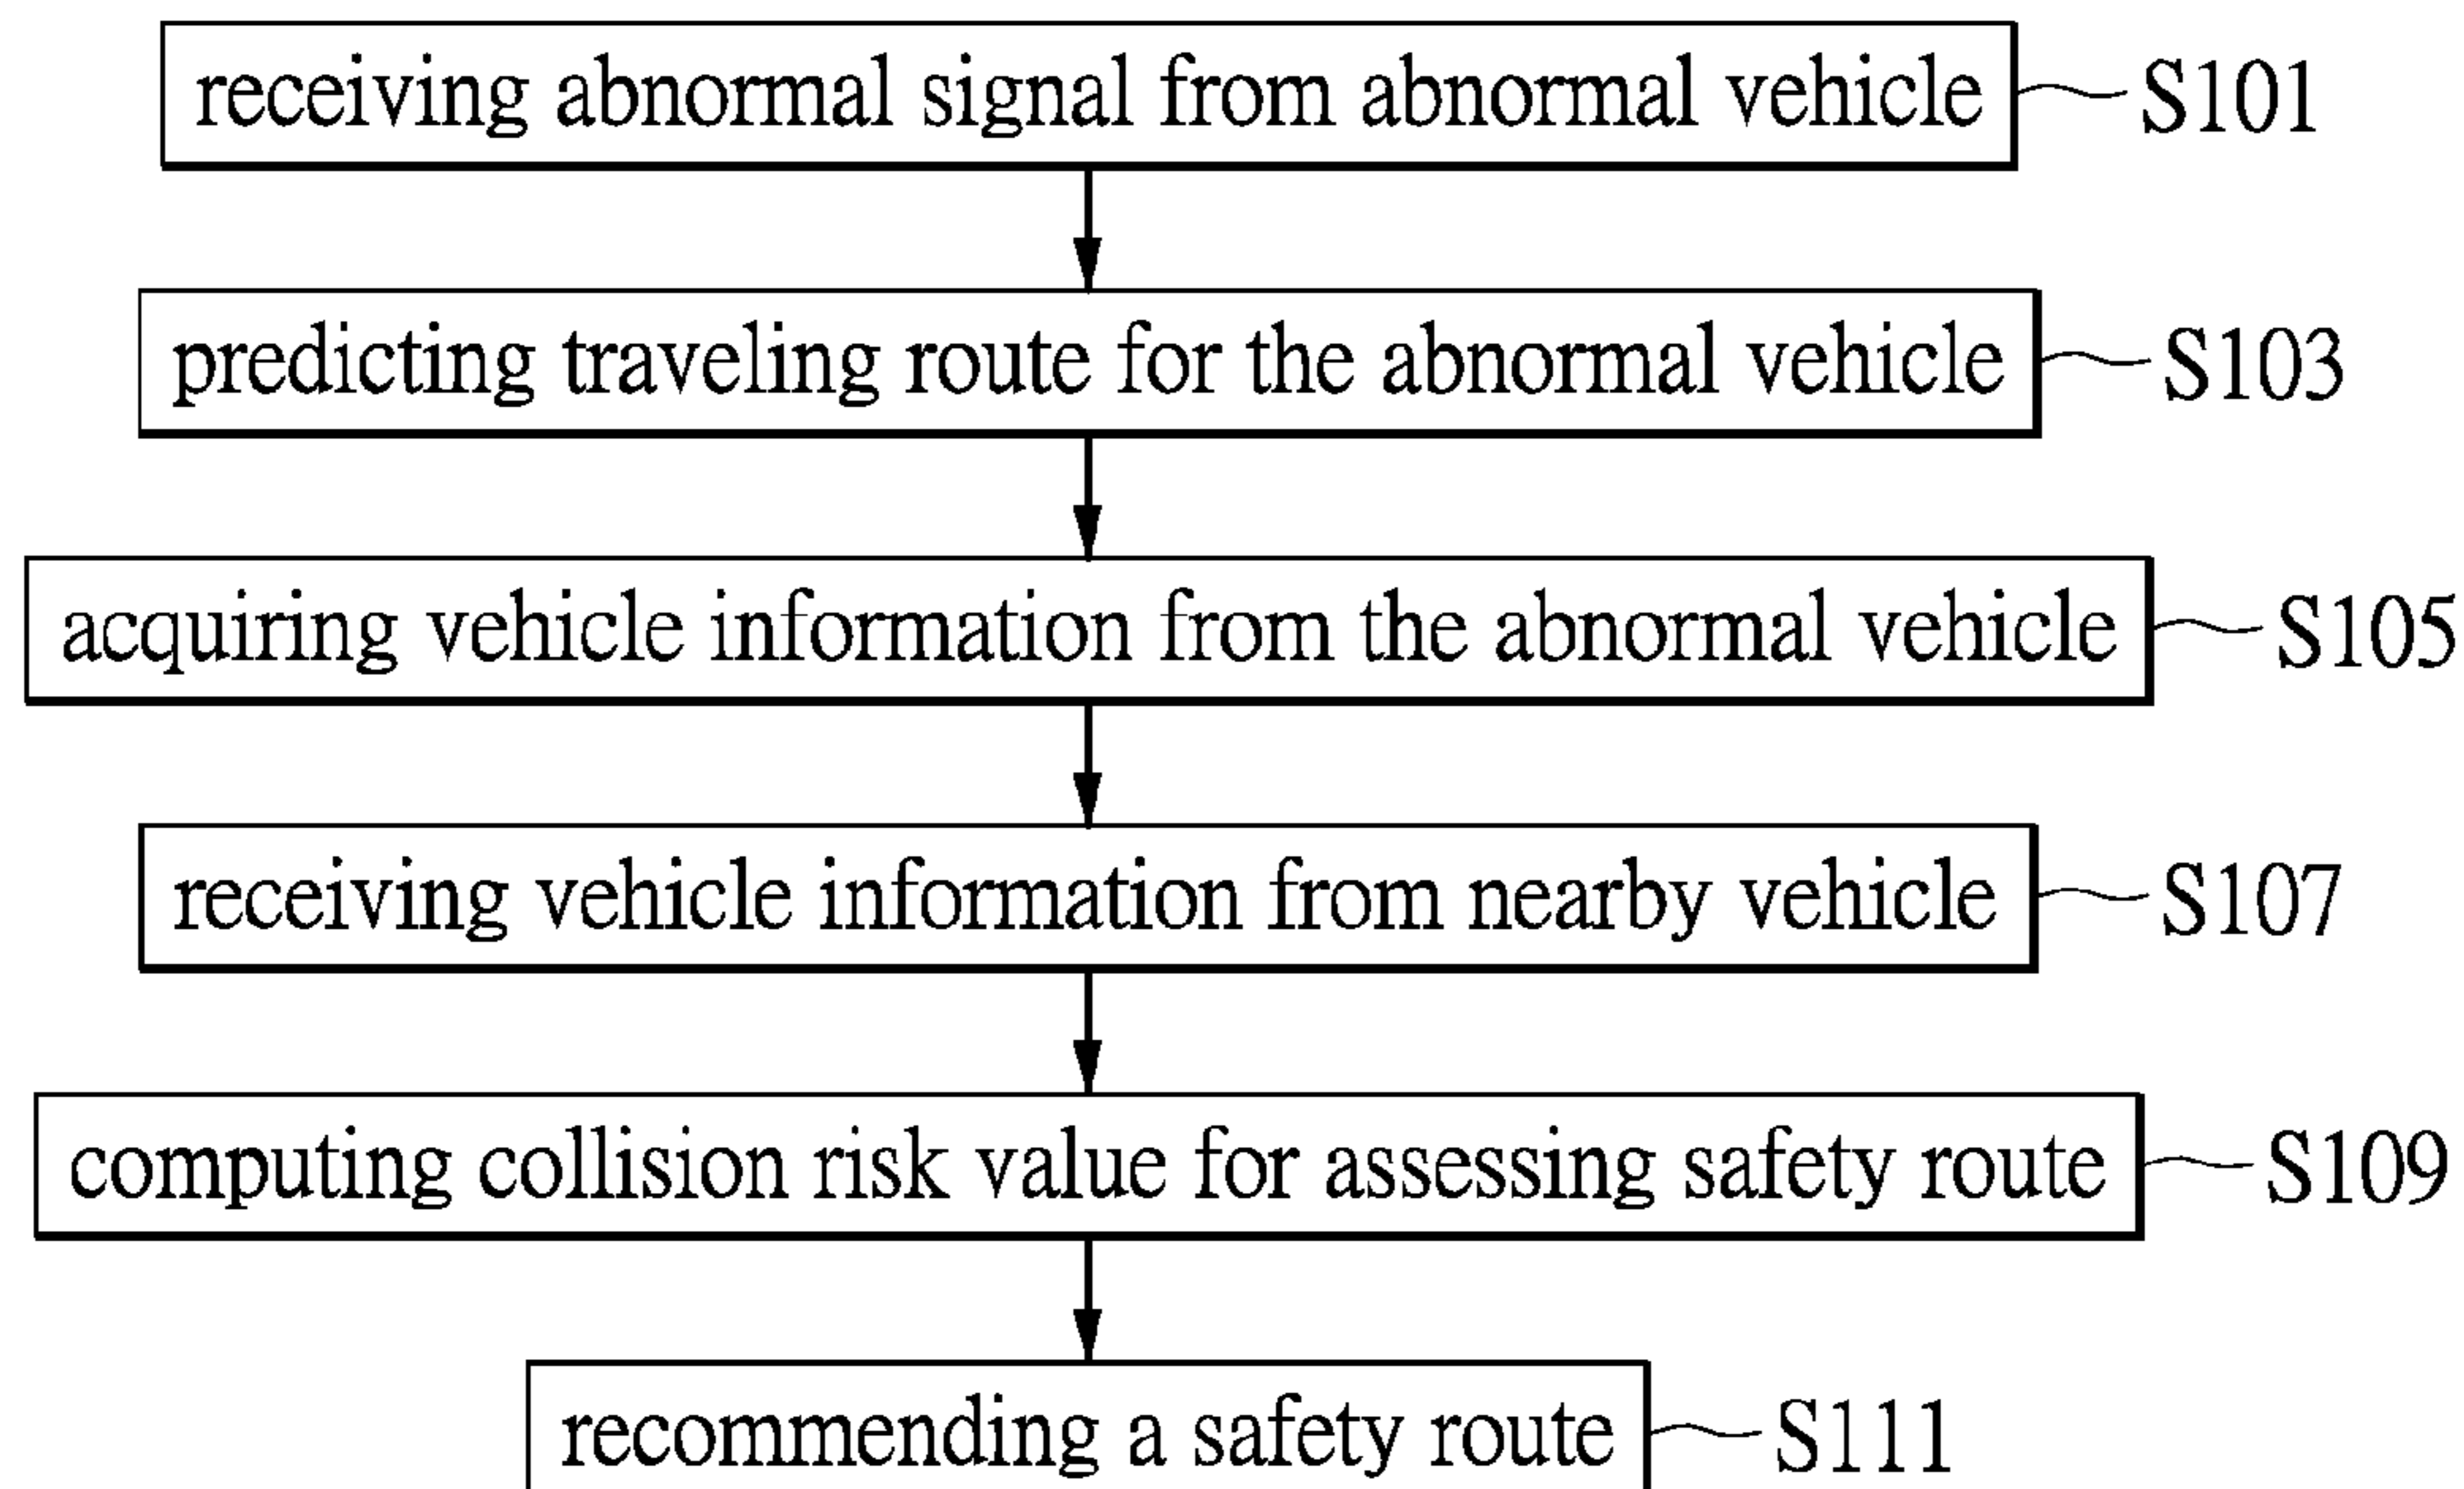 receiving abnormal signal from abnormal vehicle S101
predicting traveling route for the abnormal vehicle S103
acquiring vehicle information from the abnormal vehicle S105
receiving vehicle information from nearby vehicle S107
computing collision risk value for assessing safety route S109
recommending a safety route S111